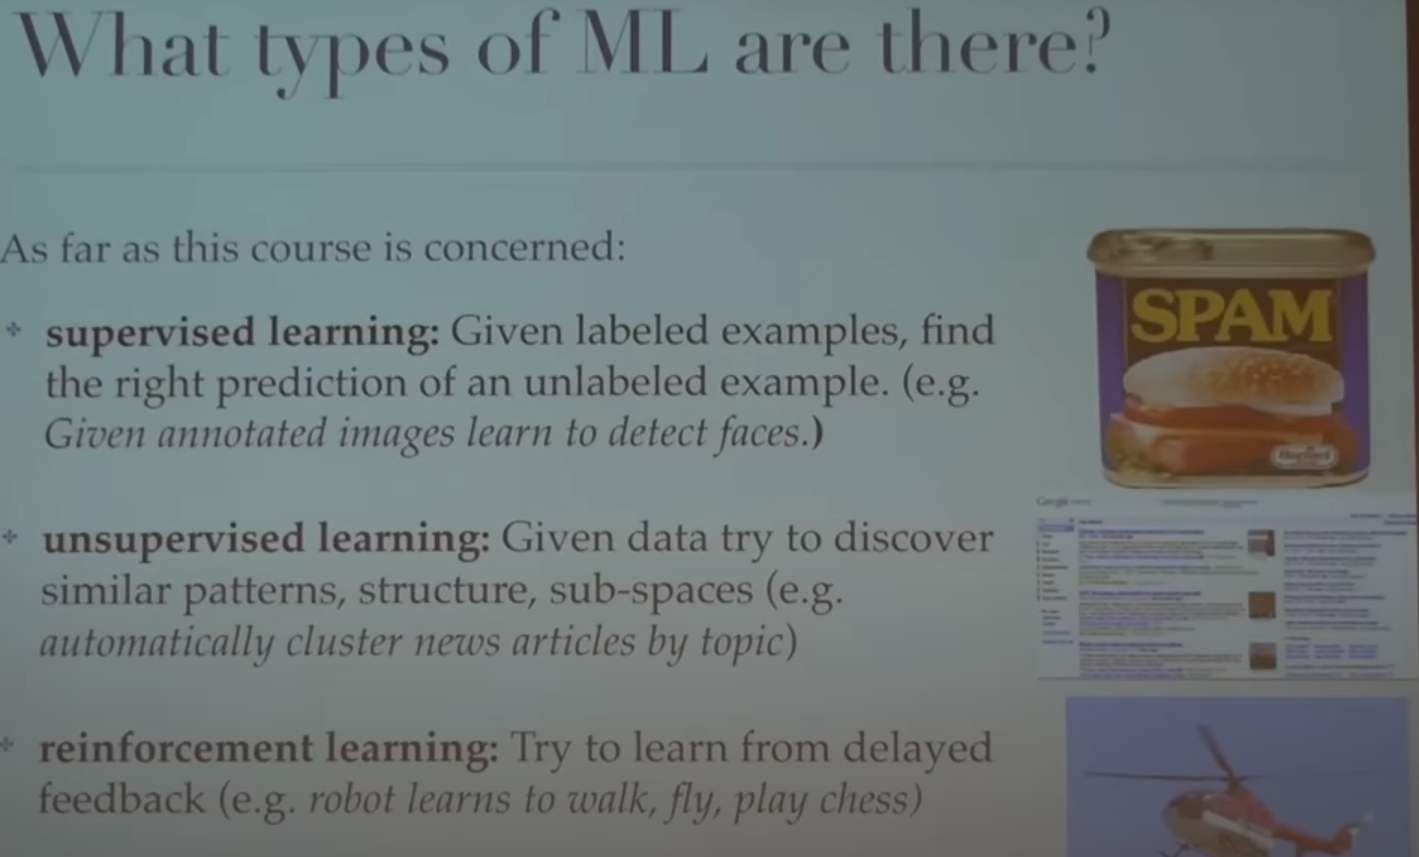 What types of ML are there?
As far as this course is concerned:
supervised learning: Given labeled examples, find
the right prediction of an unlabeled example. (e.g.
Given annotated images learn to detect faces.)
SPAM
Hormel
unsupervised learning: Given data try to discover
similar patterns, structure, sub-spaces (e.g.
automatically cluster news articles by topic)
Google
reinforcement learning: Try to learn from delayed
feedback (e.g. robot learns to walk, fly, play chess)